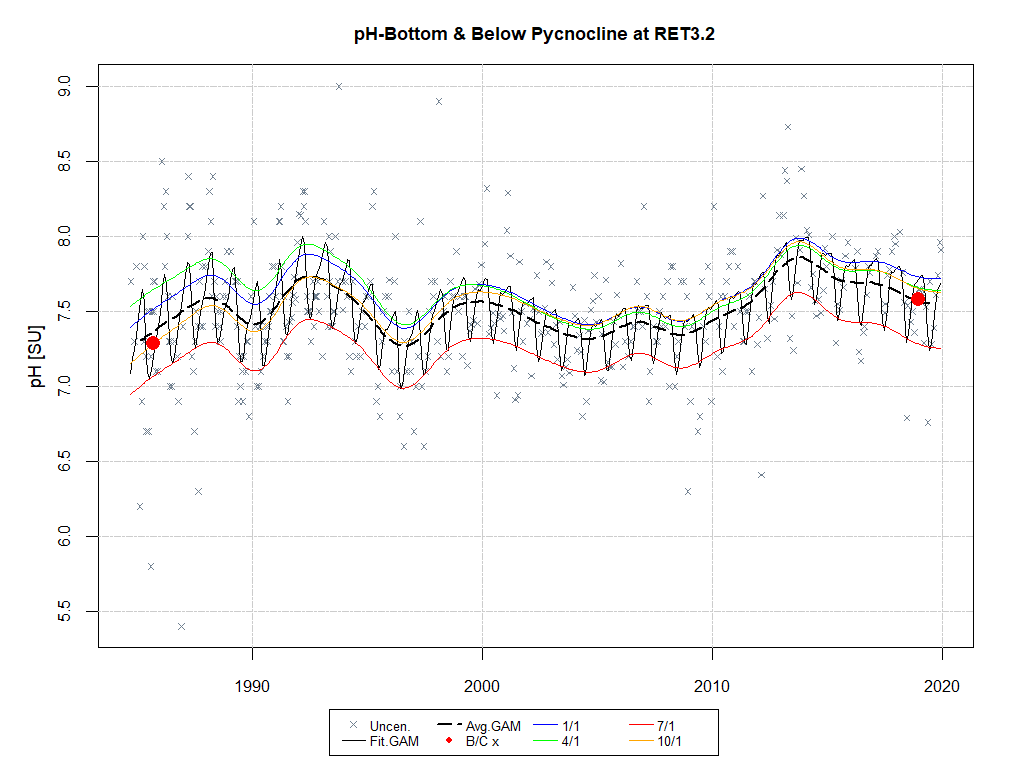 pH-Bottom & Below Pycnocline at RET3.2
pH [SU]
9.0
8.5
8.0
7.5
7.0
6.5
6.0
5.5
1990 2000 2010 2020
Uncen. Avg.GAM 1/1 7/1
Fit.GAM B/C x 4/1 10/1